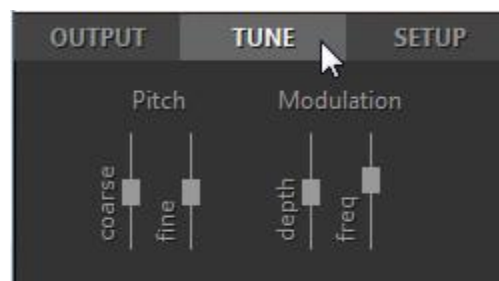 OUTPUT TUNE SETUP
Pitch Modulation
coarse fine depth freq